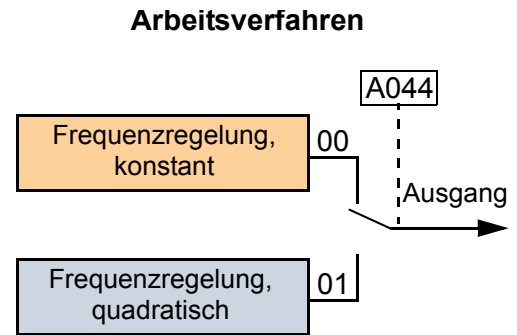 Arbeitsverfahren
A044
Frequenzregelung,
konstant
00
Ausgang
Frequenzregelung,
quadratisch
01